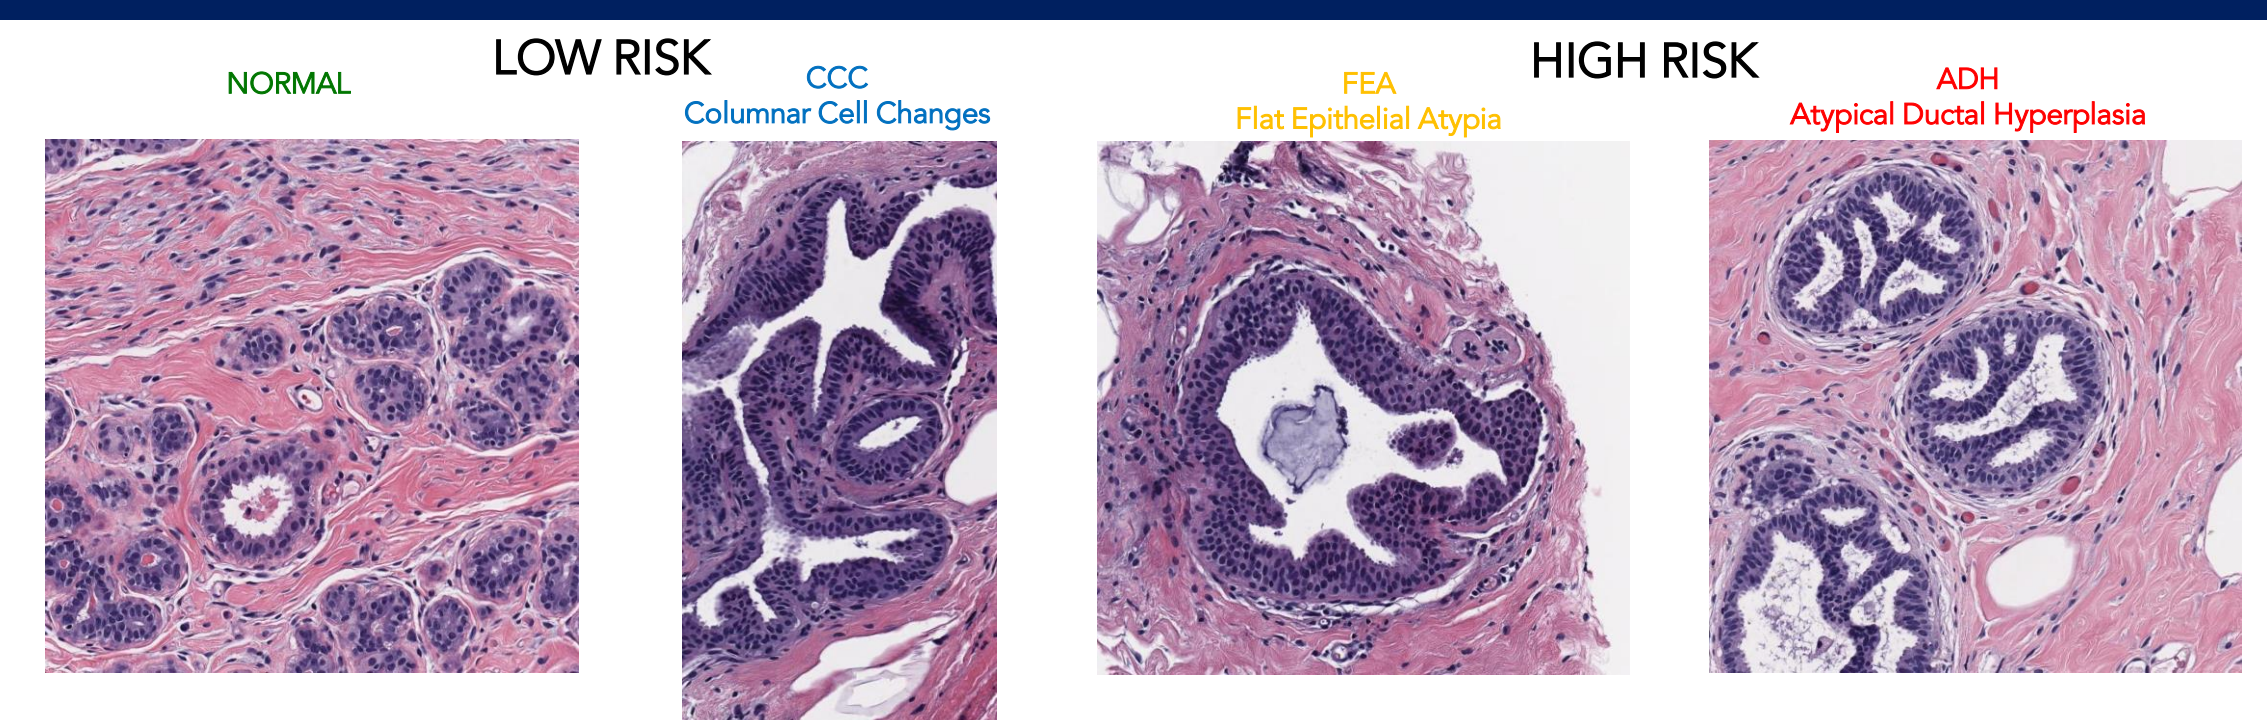 LOW RISK
HIGH RISK
NORMAL
CCC
Columnar Cell Changes
FEA
Flat Epithelial Atypia
ADH
Atypical Ductal Hyperplasia